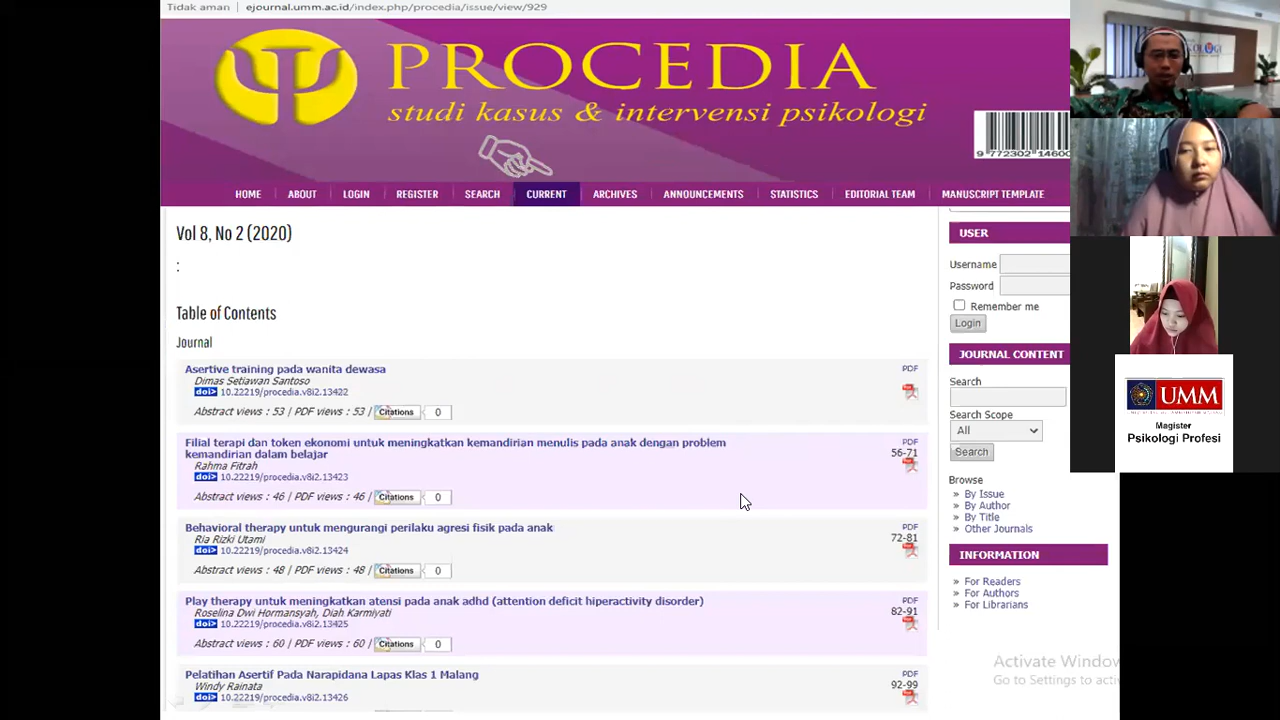 Tidak aman | ejournal.umm.ac.id/index.php/procedia/issue/view/929
PROCEDIA
studi kasus & intervensi psikologi
9 772302 14600
HOME ABOUT LOGIN REGISTER SEARCH CURRENT ARCHIVES ANNOUNCEMENTS STATISTICS EDITORIAL TEAM MANUSCRIPT TEMPLATE
Vol 8, No 2 (2020)
:
Table of Contents
Journal
Asertive training pada wanita dewasa PDF
Dimas Setiawan Santoso
doi> 10.22219/procedia.v8i2.13422
Abstract views : 53 | PDF views : 53 | Citations 0
Filial terapi dan token ekonomi untuk meningkatkan kemandirian menulis pada anak dengan problem PDF
kemandirian dalam belajar 56-71
Rahma Fitrah
doi> 10.22219/procedia.v8i2.13423
Abstract views : 46 | PDF views : 46 | Citations 0
Behavioral therapy untuk mengurangi perilaku agresi fisik pada anak PDF
Ria Rizki Utami 72-81
doi> 10.22219/procedia.v8i2.13424
Abstract views : 48 | PDF views : 48 | Citations 0
Play therapy untuk meningkatkan atensi pada anak adhd (attention deficit hiperactivity disorder) PDF
Roselina Dwi Hormansyah, Diah Karmiyati 82-91
doi> 10.22219/procedia.v8i2.13425
Abstract views : 60 | PDF views : 60 | Citations 0
Pelatihan Asertif Pada Narapidana Lapas Klas 1 Malang PDF
Windy Rainata 92-99
doi> 10.22219/procedia.v8i2.13426
USER
Username
Password
Remember me
Login
JOURNAL CONTENT
Search
Search Scope
All
Search
Browse
» By Issue
» By Author
» By Title
» Other Journals
INFORMATION
» For Readers
» For Authors
» For Librarians
UMM
Magister
Psikologi Profesi
Activate Window
Go to Settings to acti